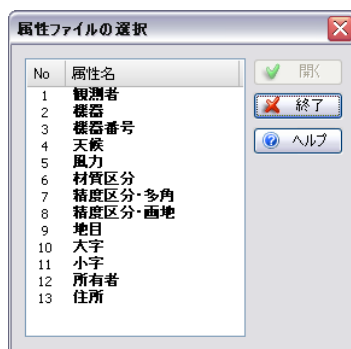 属性ファイルの選択
No 属性名
1 観測者
2 機器
3 機器番号
4 天候
5 風力
6 材質区分
7 精度区分・多角
8 精度区分・画地
9 地目
10 大字
11 小字
12 所有者
13 住所
開く
終了
ヘルプ